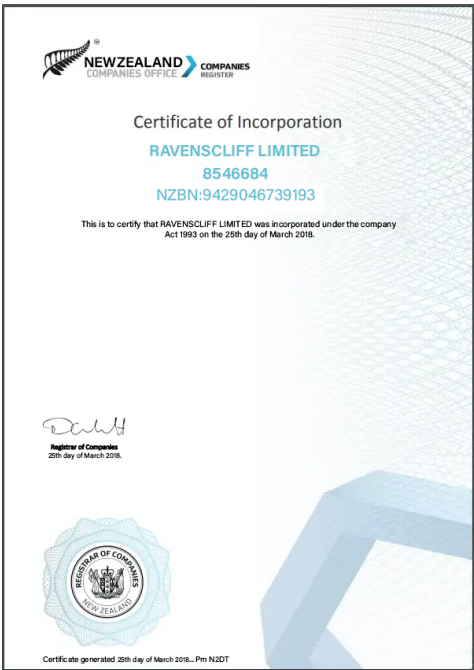 ®
NEWZEALAND
COMPANIES OFFICE
COMPANIES
REGISTER
Certificate of Incorporation
RAVENSCLIFF LIMITED
8546684
NZBN:9429046739193
This is to certify that RAVENSCLIFF LIMITED was incorporated under the company
Act 1993 on the 25th day of March 2018.
Registrar of Companies
25th day of March 2018.
REGISTRAR OF COMPANIES
NEW ZEALAND
Certificate generated 25th day of March 2018... Pm N2DT